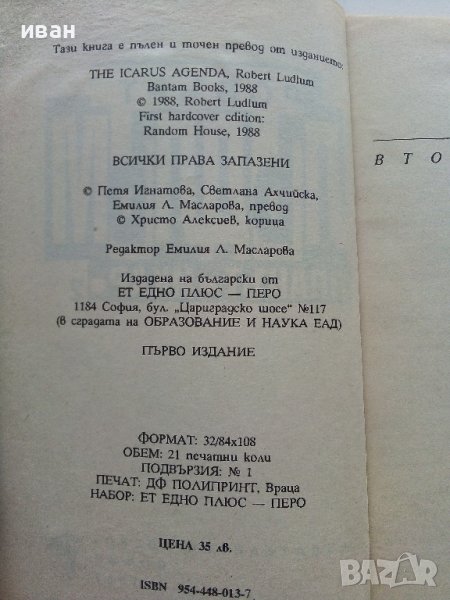 иван
Тази книга е пълен и точен превод от изданието:
THE ICARUS AGENDA, Robert Ludlum
Bantam Books, 1988
© 1988, Robert Ludlum
First hardcover edition:
Random House, 1988
ВСИЧКИ ПРАВА ЗАПАЗЕНИ
© Петя Игнатова, Светлана Ахчийска,
Емилия Л. Масларова, превод
© Христо Алексиев, корица
Редактор Емилия Л. Масларова
Издадена на български от
ЕТ ЕДНО ПЛЮС — ПЕРО
1184 София, бул. „Цариградско шосе" №117
(в сградата на ОБРАЗОВАНИЕ И НАУКА ЕАД)
ПЪРВО ИЗДАНИЕ
ФОРМАТ: 32/84х108
ОБЕМ: 21 печатни коли
ПОДВЪРЗИЯ: № 1
ПЕЧАТ: ДФ ПОЛИПРИНТ, Враца
НАБОР: ЕТ ЕДНО ПЛЮС — ПЕРО
ЦЕНА 35 лв.
ISBN 954-448-013-7
ВТО
BAZAR